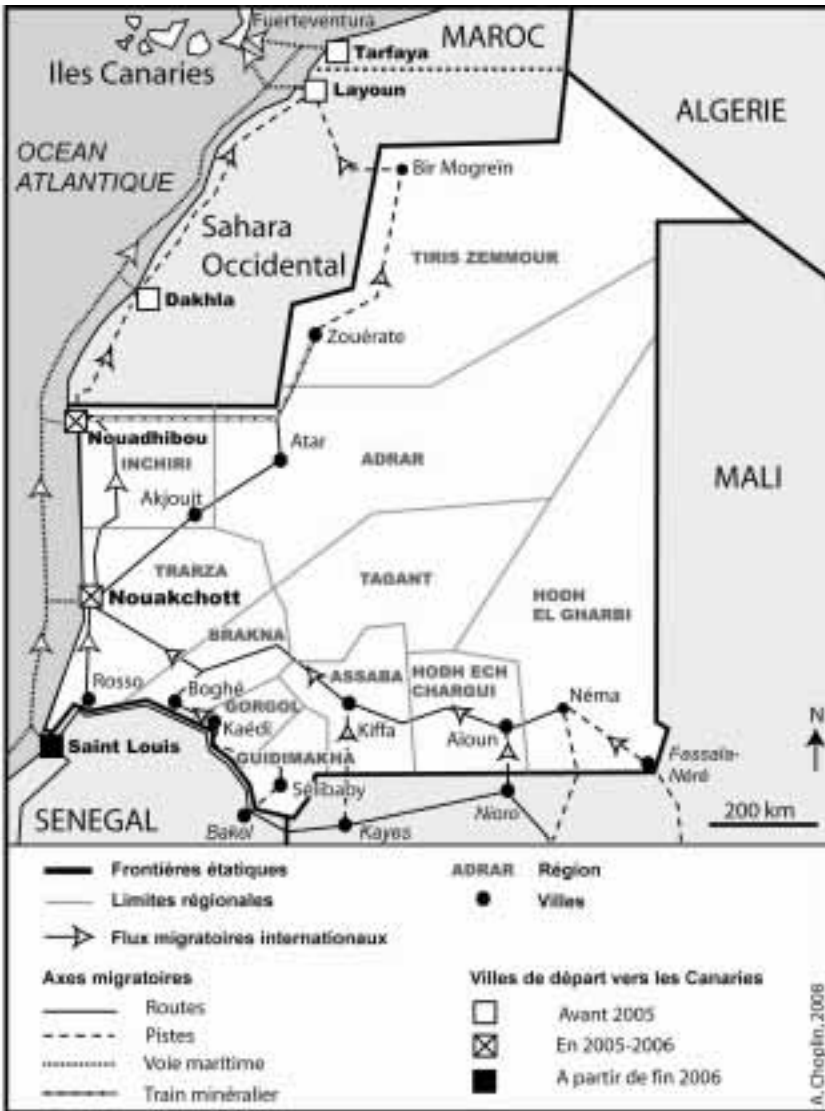 Fuerteventura
MAROC
Tarfaya
Iles Canaries
Layoun
ALGERIE
OCEAN
ATLANTIQUE
Bir Mogreïn
Sahara
Occidental
TIRIS ZEMMOUR
Dakhla
Zouérate
Nouadhibou
INCHIRI
Atar
ADRAR
MALI
Akjoujt
TRARZA
TAGANT
Nouakchott
HODH
EL GHARBI
BRAKNA
ASSABA
HODH ECH
CHARGUI
Rosso
Boghé
GORGOL
Kaédi
Kiffa
Néma
Aïoun
N
Saint Louis
GUIDIMAKHA
Fassala-
Néré
Sélibaby
SENEGAL
Bakel
Kayes
Nioro
200 km
Frontières étatiques
Limites régionales
Flux migratoires internationaux
ADRAR Région
Villes
Axes migratoires
Routes
Pistes
Voie maritime
Train minéralier
Villes de départ vers les Canaries
Avant 2005
En 2005-2006
A partir de fin 2006
A. Choplin, 2008